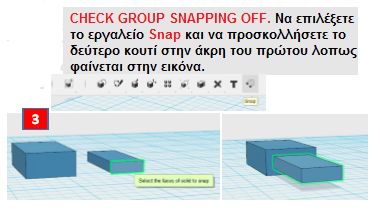 CHECK GROUP SNAPPING OFF. Να επιλέξετε
το εργαλείο Snap και να προσκολλήσετε το
δεύτερο κουτί στην άκρη του πρώτου λοπως
φαίνεται στην εικόνα.
Snap
3
Select the faces of solid to snap